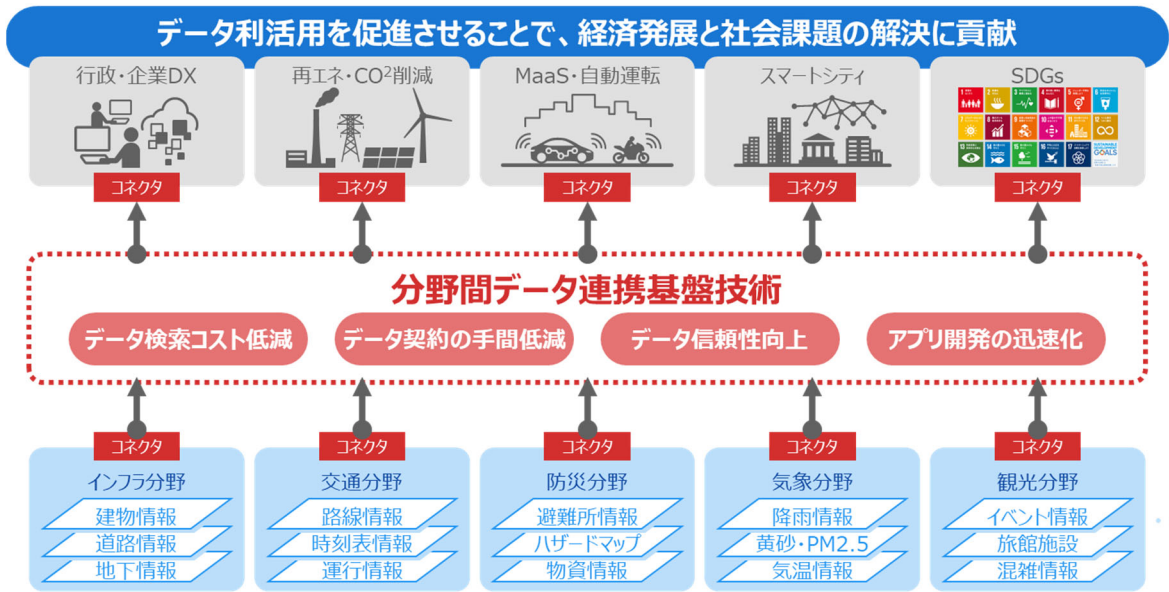 データ利活用を促進させることで、経済発展と社会課題の解決に貢献
行政・企業DX
再エネ・CO²削減
MaaS・自動運転
スマートシティ
SDGs
コネクタ
コネクタ
コネクタ
コネクタ
コネクタ
分野間データ連携基盤技術
データ検索コスト低減
データ契約の手間低減
データ信頼性向上
アプリ開発の迅速化
コネクタ
コネクタ
コネクタ
コネクタ
コネクタ
インフラ分野
建物情報
道路情報
地下情報
交通分野
路線情報
時刻表情報
運行情報
防災分野
避難所情報
ハザードマップ
物資情報
気象分野
降雨情報
黄砂・PM2.5
気温情報
観光分野
イベント情報
旅館施設
混雑情報